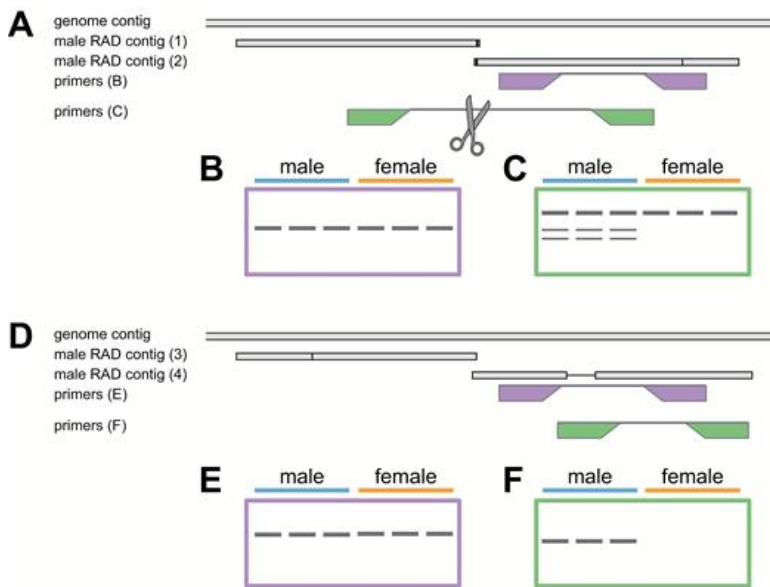 A
genome contig
male RAD contig (1)
male RAD contig (2)
primers (B)
primers (C)
B
male female
C
male female
D
genome contig
male RAD contig (3)
male RAD contig (4)
primers (E)
primers (F)
E
male female
F
male female